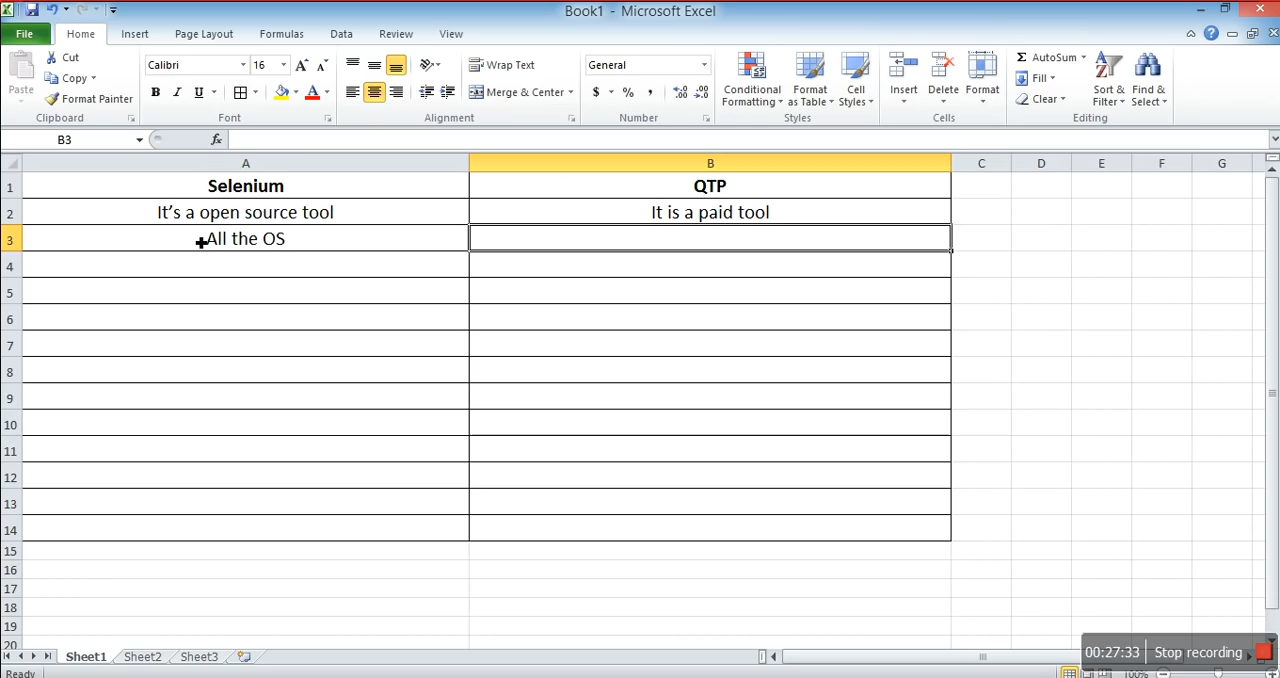 Book1 - Microsoft Excel
File Home Insert Page Layout Formulas Data Review View
Paste Cut Copy Format Painter
Clipboard
Calibri 16 A A
B I U A
Font
Wrap Text
Merge & Center
Alignment
General
$ % , .0 .00 .00 .0
Number
Conditional Formatting Format as Table Cell Styles
Styles
Insert Delete Format
Cells
Σ AutoSum
Fill
Clear
Sort & Filter Find & Select
Editing
B3 fx
A B C D E F G
1 Selenium QTP
2 It’s a open source tool It is a paid tool
3 All the OS
4
5
6
7
8
9
10
11
12
13
14
15
16
17
18
19
20
Sheet1 Sheet2 Sheet3
00:27:33 Stop recording
Ready 100%